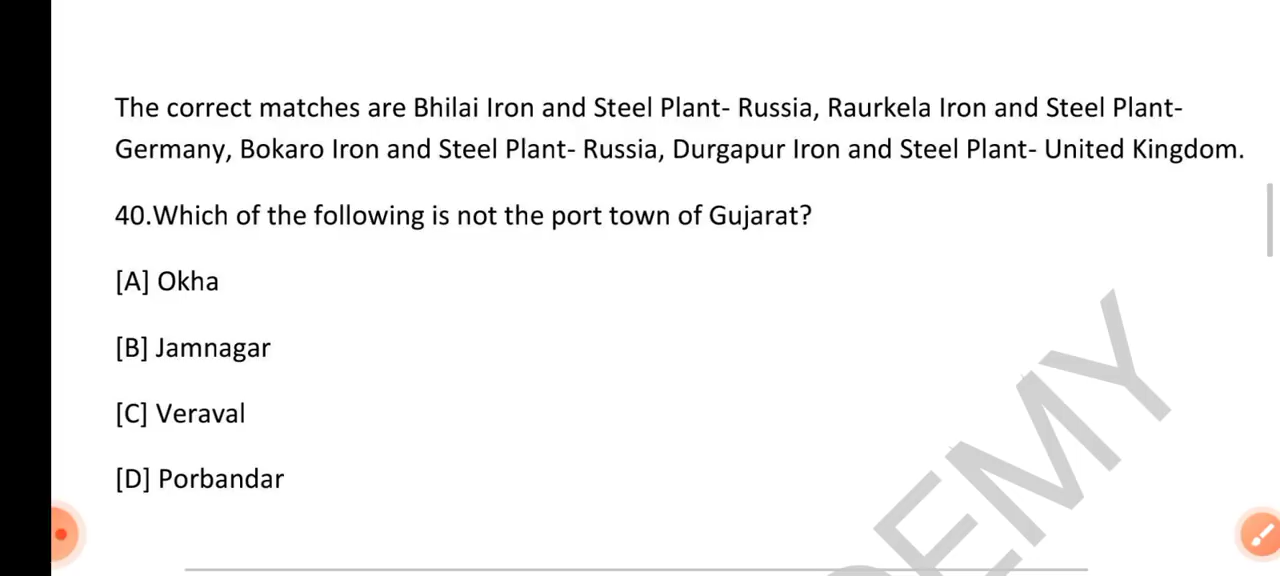 The correct matches are Bhilai Iron and Steel Plant- Russia, Raurkela Iron and Steel Plant-
Germany, Bokaro Iron and Steel Plant- Russia, Durgapur Iron and Steel Plant- United Kingdom.
40.Which of the following is not the port town of Gujarat?
[A] Okha
[B] Jamnagar
[C] Veraval
[D] Porbandar